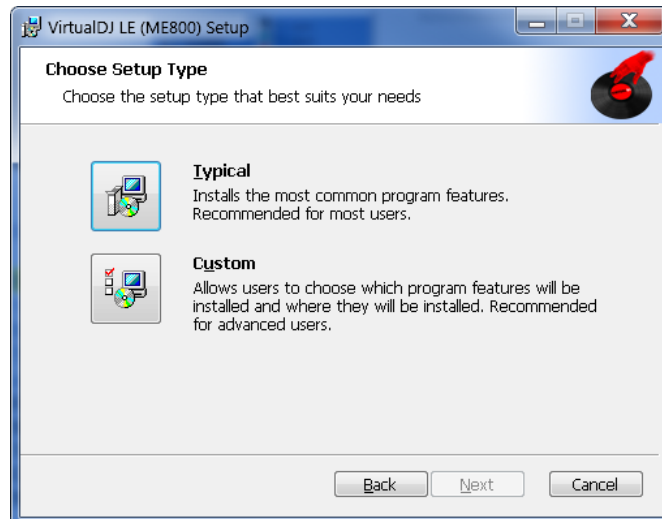 VirtualDJ LE (ME800) Setup
Choose Setup Type
Choose the setup type that best suits your needs
Typical
Installs the most common program features.
Recommended for most users.
Custom
Allows users to choose which program features will be
installed and where they will be installed. Recommended
for advanced users.
Back
Next
Cancel